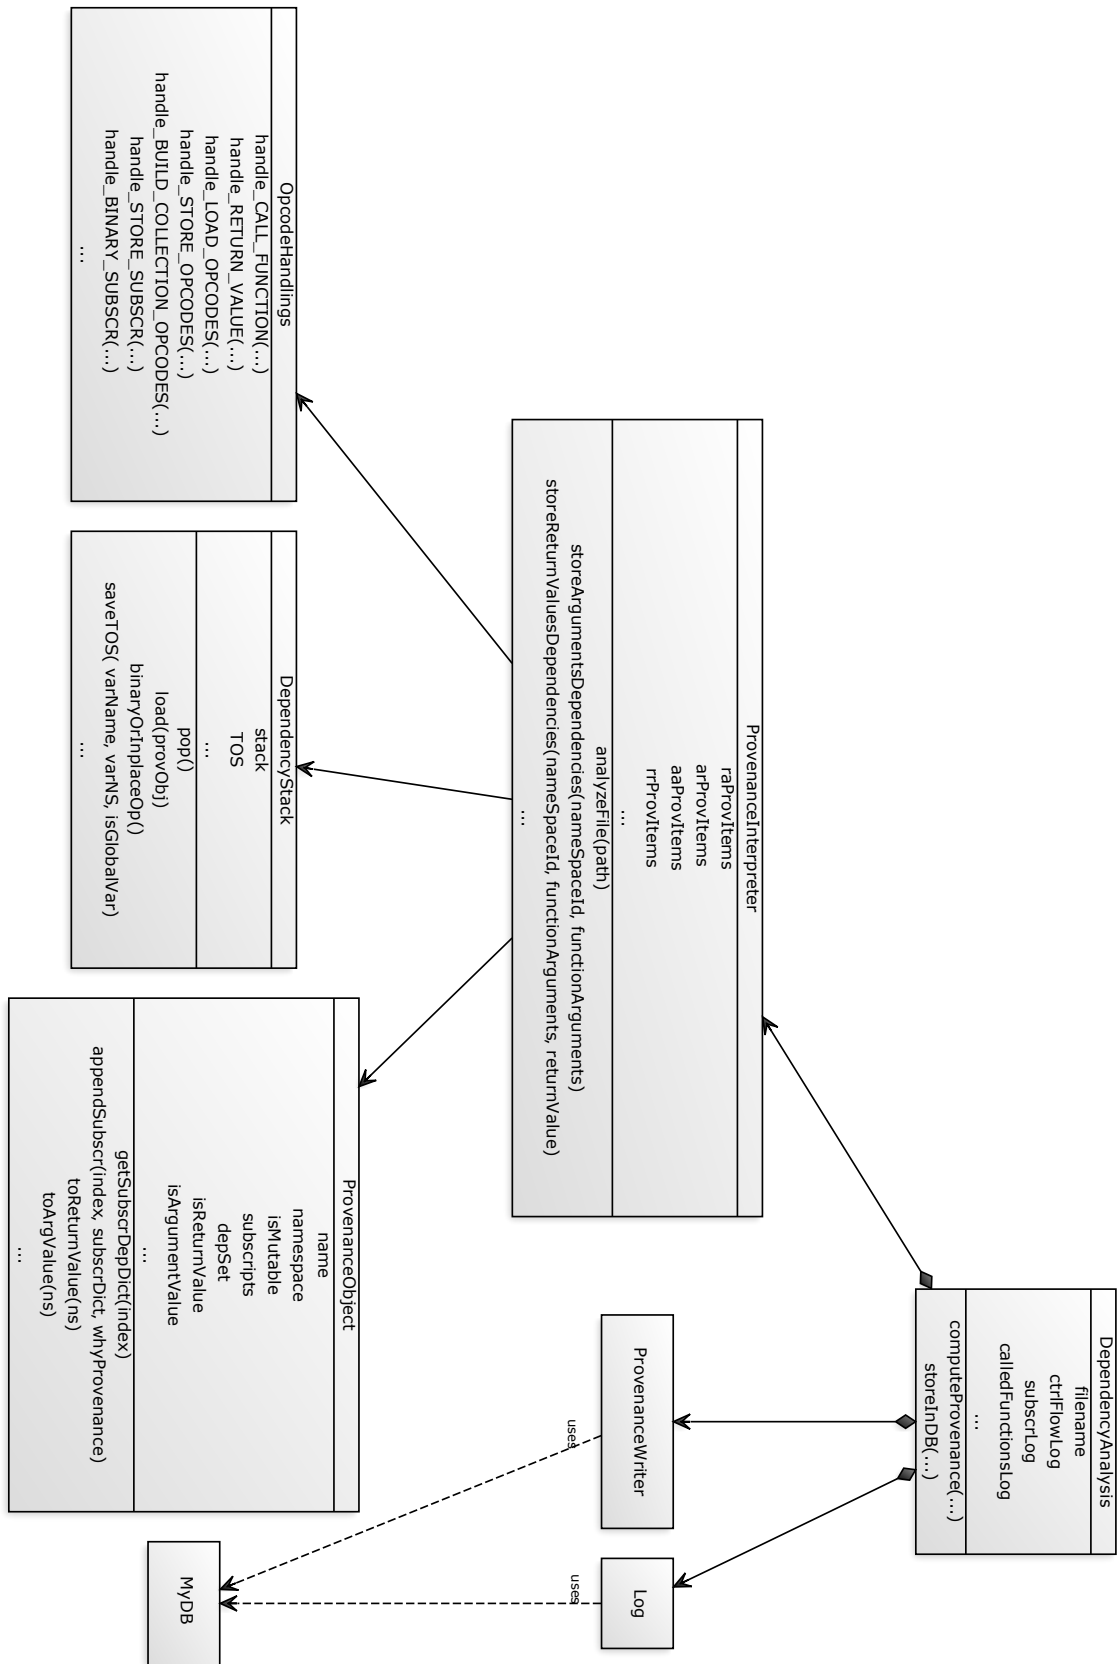 DependencyAnalysis
filename
ctrlFlowLog
subscrLog
calledFunctionsLog
...
computeProvenance(...)
storeInDB(...)
ProvenanceInterpreter
raProvItems
arProvItems
aaProvItems
rrProvItems
...
analyzeFile(path)
storeArgumentsDependencies(nameSpaceId, functionArguments)
storeReturnValuesDependencies(nameSpaceId, functionArguments, returnValue)
...
ProvenanceWriter
Log
uses
uses
OpcodeHandlings
handle_CALL_FUNCTION(...)
handle_RETURN_VALUE(...)
handle_LOAD_OPCODES(...)
handle_STORE_OPCODES(...)
handle_BUILD_COLLECTION_OPCODES(...)
handle_STORE_SUBSCR(...)
handle_BINARY_SUBSCR(...)
...
DependencyStack
stack
TOS
...
pop()
load(provObj)
binaryOrInplaceOp()
saveTOS( varName, varNS, isGlobalVar)
...
ProvenanceObject
name
namespace
isMutable
subscripts
depSet
isReturnValue
isArgumentValue
...
getSubscrDepDict(index)
appendSubscr(index, subscrDict, whyProvenance)
toReturnValue(ns)
toArgValue(ns)
...
MyDB